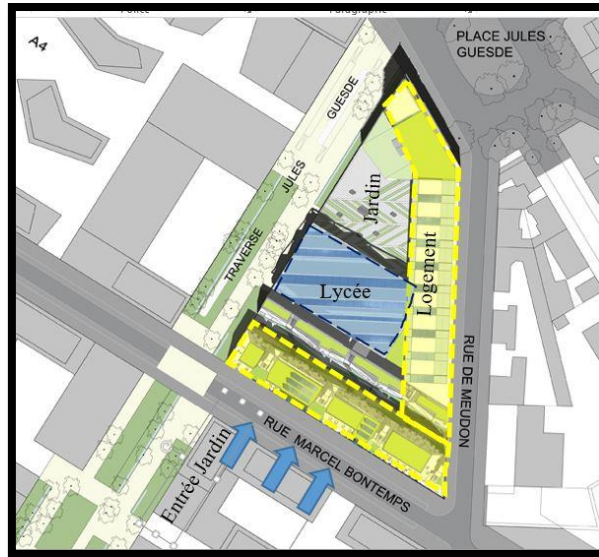 A4
PLACE JULES
GUESDE
GUESDE
JULES
TRAVERSE
Jardin
Logement
Lycée
RUE DE MEUDON
RUE MARCEL BONTEMPS
Entrée Jardin